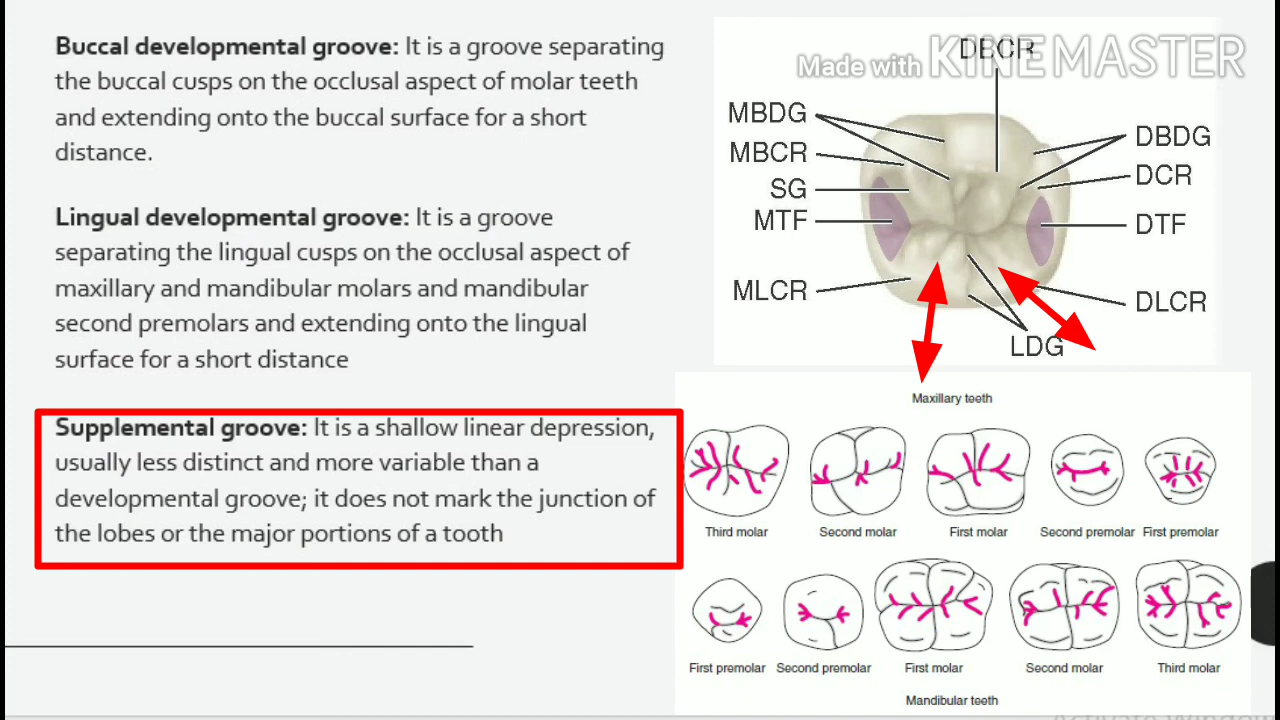 Buccal developmental groove: It is a groove separating
the buccal cusps on the occlusal aspect of molar teeth
and extending onto the buccal surface for a short
distance.
Lingual developmental groove: It is a groove
separating the lingual cusps on the occlusal aspect of
maxillary and mandibular molars and mandibular
second premolars and extending onto the lingual
surface for a short distance
Supplemental groove: It is a shallow linear depression,
usually less distinct and more variable than a
developmental groove; it does not mark the junction of
the lobes or the major portions of a tooth
DBCR
Made with KINEMASTER
MBDG
MBCR
SG
MTF
MLCR
DBDG
DCR
DTF
DLCR
LDG
Maxillary teeth
Third molar Second molar First molar Second premolar First premolar
First premolar Second premolar First molar Second molar Third molar
Mandibular teeth